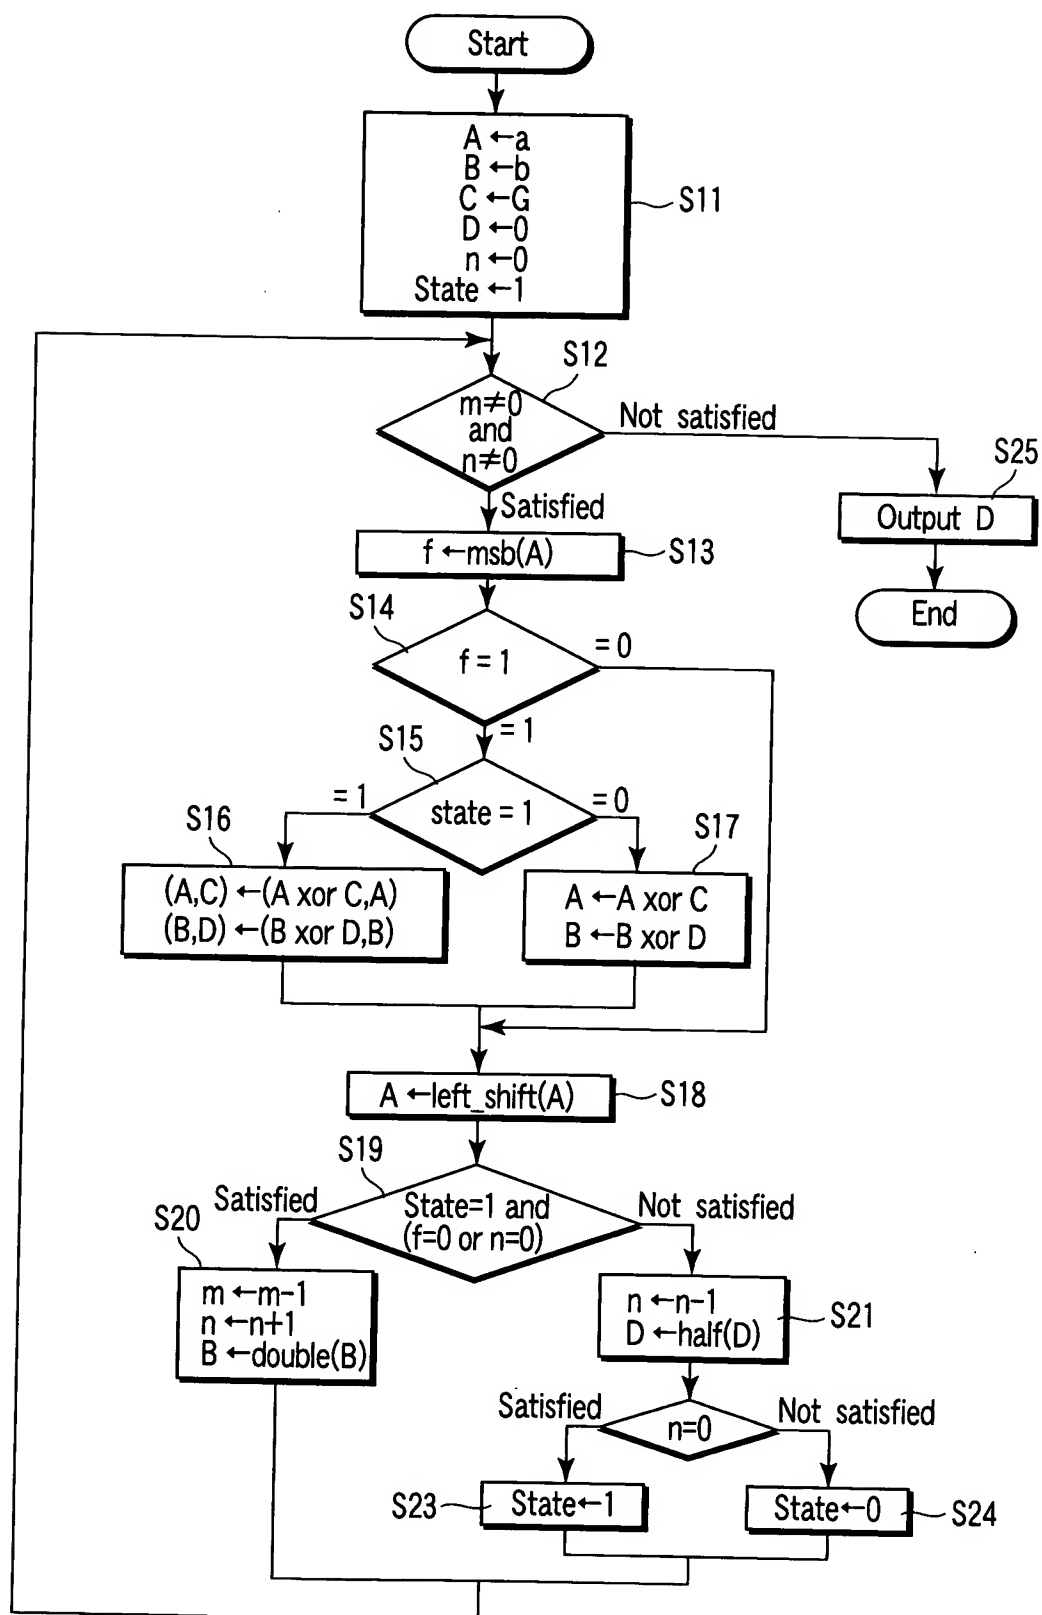 Start
A ←a
B ←b
C ←G
D ←0
n ←0
State ←1
S11
S12
m≠0
and
n≠0
Not satisfied
S25
Output D
End
Satisfied
f ←msb(A)
S13
S14
f = 1
= 0
= 1
S15
state = 1
= 1
= 0
S16
(A,C) ←(A xor C,A)
(B,D) ←(B xor D,B)
S17
A ←A xor C
B ←B xor D
A ←left_shift(A)
S18
S19
State=1 and
(f=0 or n=0)
Satisfied
Not satisfied
S20
m ←m-1
n ←n+1
B ←double(B)
n ←n-1
D ←half(D)
S21
n=0
Satisfied
Not satisfied
S23
State←1
State←0
S24